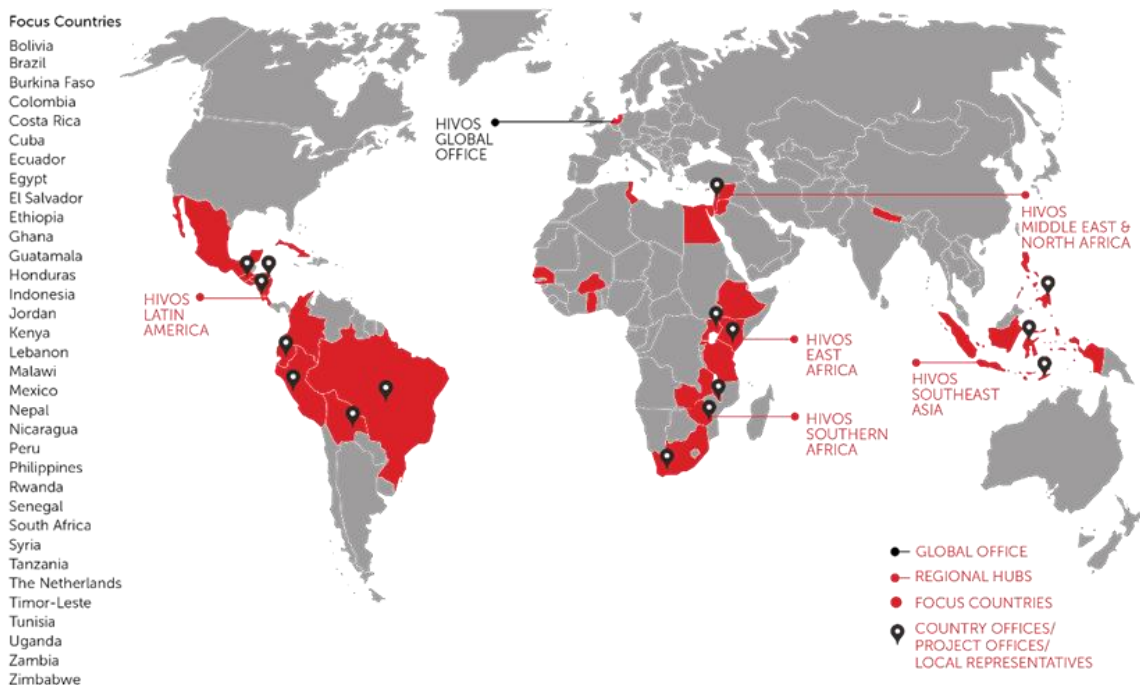 Focus Countries
Bolivia
Brazil
Burkina Faso
Colombia
Costa Rica
Cuba
Ecuador
Egypt
El Salvador
Ethiopia
Ghana
Guatamala
Honduras
Indonesia
Jordan
Kenya
Lebanon
Malawi
Mexico
Nepal
Nicaragua
Peru
Philippines
Rwanda
Senegal
South Africa
Syria
Tanzania
The Netherlands
Timor-Leste
Tunisia
Uganda
Zambia
Zimbabwe
HIVOS
GLOBAL
OFFICE
HIVOS
MIDDLE EAST &
NORTH AFRICA
HIVOS
LATIN
AMERICA
HIVOS
EAST
AFRICA
HIVOS
SOUTHEAST
ASIA
HIVOS
SOUTHERN
AFRICA
GLOBAL OFFICE
REGIONAL HUBS
FOCUS COUNTRIES
COUNTRY OFFICES/
PROJECT OFFICES/
LOCAL REPRESENTATIVES